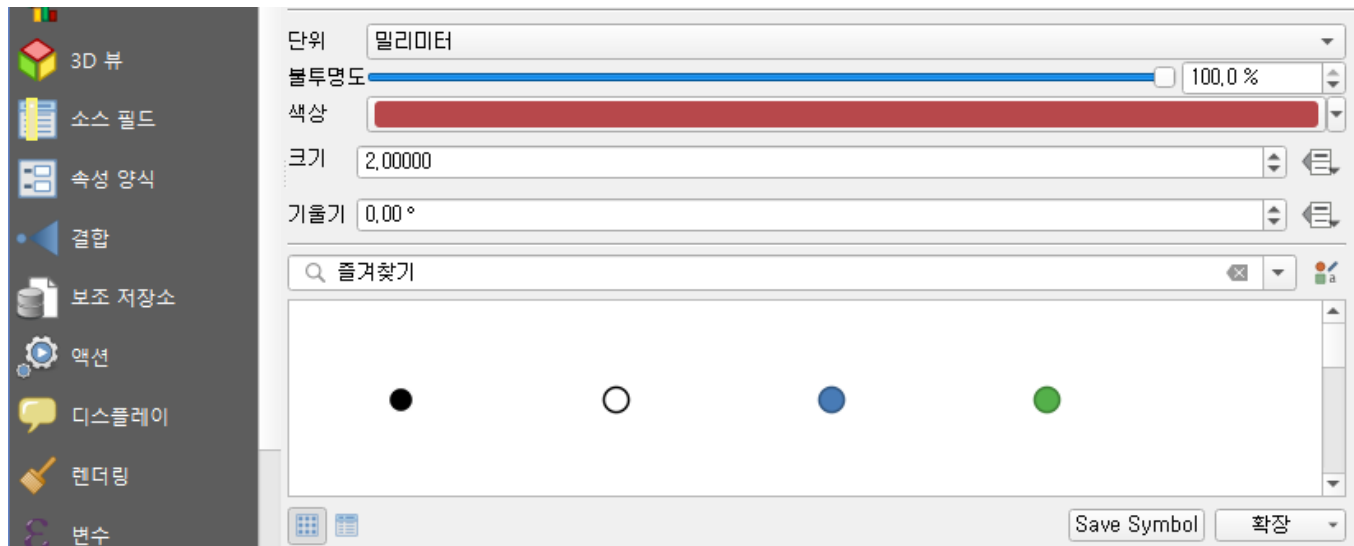 3D 뷰
소스 필드
속성 양식
결합
보조 저장소
액션
디스플레이
렌더링
변수
단위 밀리미터
불투명도 100,0 %
색상
크기 2,00000
기울기 0,00 °
즐겨찾기
Save Symbol 확장